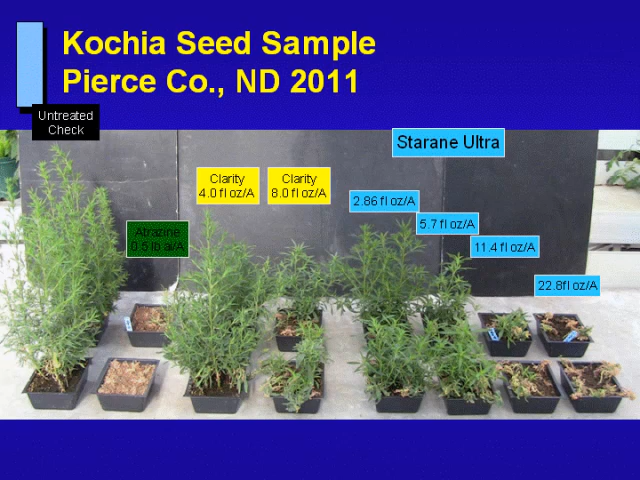 Kochia Seed Sample
Pierce Co., ND 2011
Untreated
Check
Starane Ultra
Clarity
4.0 fl oz/A
Clarity
8.0 fl oz/A
2.86 fl oz/A
5.7 fl oz/A
Atrazine
0.5 lb ai/A
11.4 fl oz/A
22.8fl oz/A